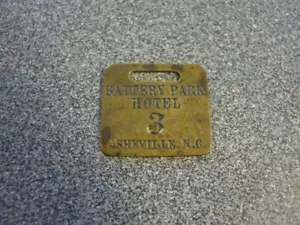 BATTERY PARK
HOTEL
3
ASHEVILLE, N.C.